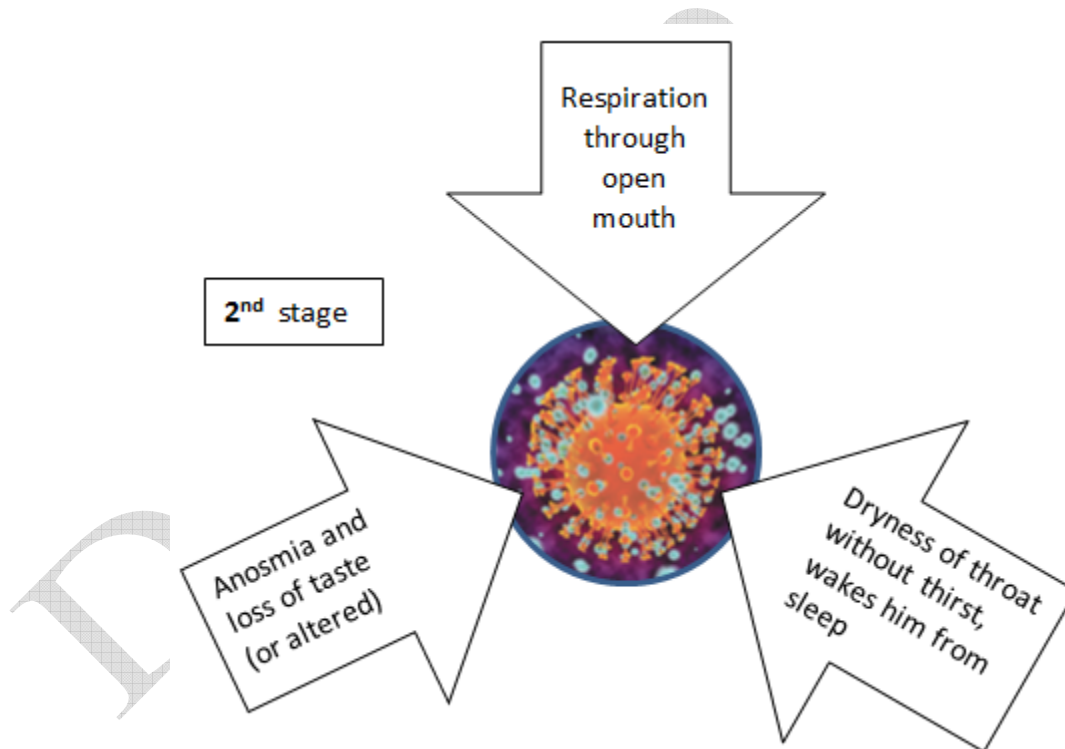 Respiration
through
open
mouth
2nd stage
Anosmia and
loss of taste
(or altered)
Dryness of throat
without thirst,
wakes him from
sleep